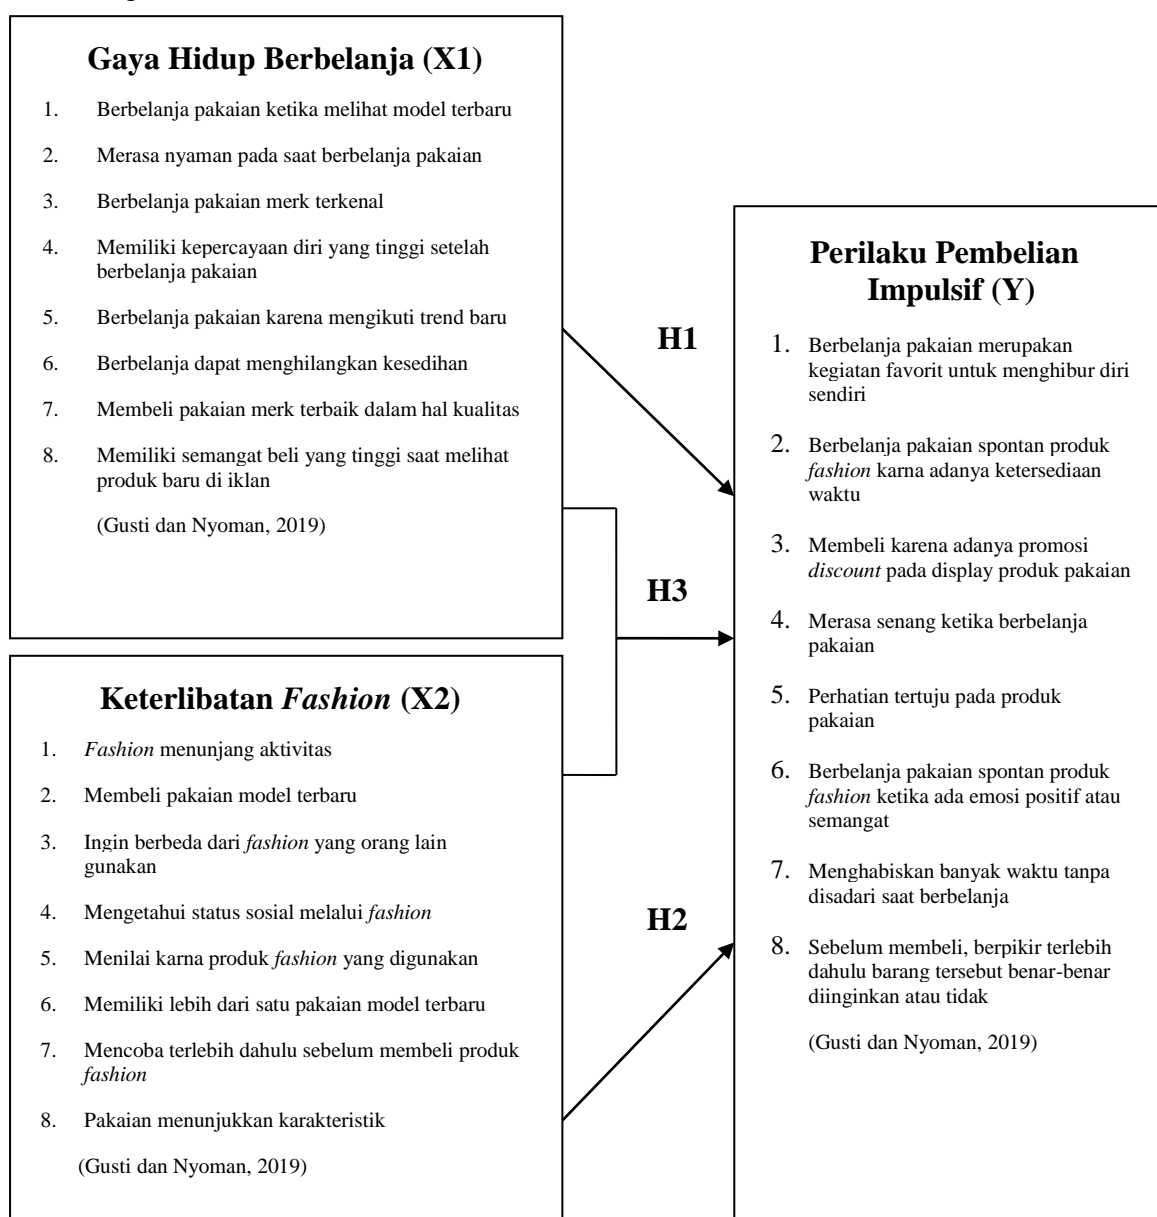 Gaya Hidup Berbelanja (X1)
1. Berbelanja pakaian ketika melihat model terbaru
2. Merasa nyaman pada saat berbelanja pakaian
3. Berbelanja pakaian merk terkenal
4. Memiliki kepercayaan diri yang tinggi setelah
berbelanja pakaian
5. Berbelanja pakaian karena mengikuti trend baru
6. Berbelanja dapat menghilangkan kesedihan
7. Membeli pakaian merk terbaik dalam hal kualitas
8. Memiliki semangat beli yang tinggi saat melihat
produk baru di iklan
(Gusti dan Nyoman, 2019)
Keterlibatan Fashion (X2)
1. Fashion menunjang aktivitas
2. Membeli pakaian model terbaru
3. Ingin berbeda dari fashion yang orang lain
gunakan
4. Mengetahui status sosial melalui fashion
5. Menilai karna produk fashion yang digunakan
6. Memiliki lebih dari satu pakaian model terbaru
7. Mencoba terlebih dahulu sebelum membeli produk
fashion
8. Pakaian menunjukkan karakteristik
(Gusti dan Nyoman, 2019)
H1
H3
H2
Perilaku Pembelian
Impulsif (Y)
1. Berbelanja pakaian merupakan
kegiatan favorit untuk menghibur diri
sendiri
2. Berbelanja pakaian spontan produk
fashion karna adanya ketersediaan
waktu
3. Membeli karena adanya promosi
discount pada display produk pakaian
4. Merasa senang ketika berbelanja
pakaian
5. Perhatian tertuju pada produk
pakaian
6. Berbelanja pakaian spontan produk
fashion ketika ada emosi positif atau
semangat
7. Menghabiskan banyak waktu tanpa
disadari saat berbelanja
8. Sebelum membeli, berpikir terlebih
dahulu barang tersebut benar-benar
diinginkan atau tidak
(Gusti dan Nyoman, 2019)